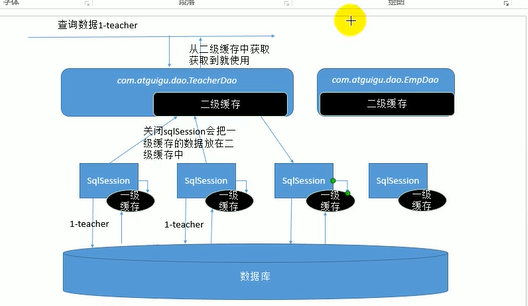 字体
段落
绘图
查询数据1-teacher
从二级缓存中获取
获取到就使用
com.atguigu.dao.TeacherDao
com.atguigu.dao.EmpDao
二级缓存
二级缓存
关闭sqlSession会把一
级缓存的数据放在二
级缓存中
SqlSession
SqlSession
SqlSession
SqlSession
一级
缓存
一级
缓存
一级
缓存
一级
缓存
1-teacher
1-teacher
数据库